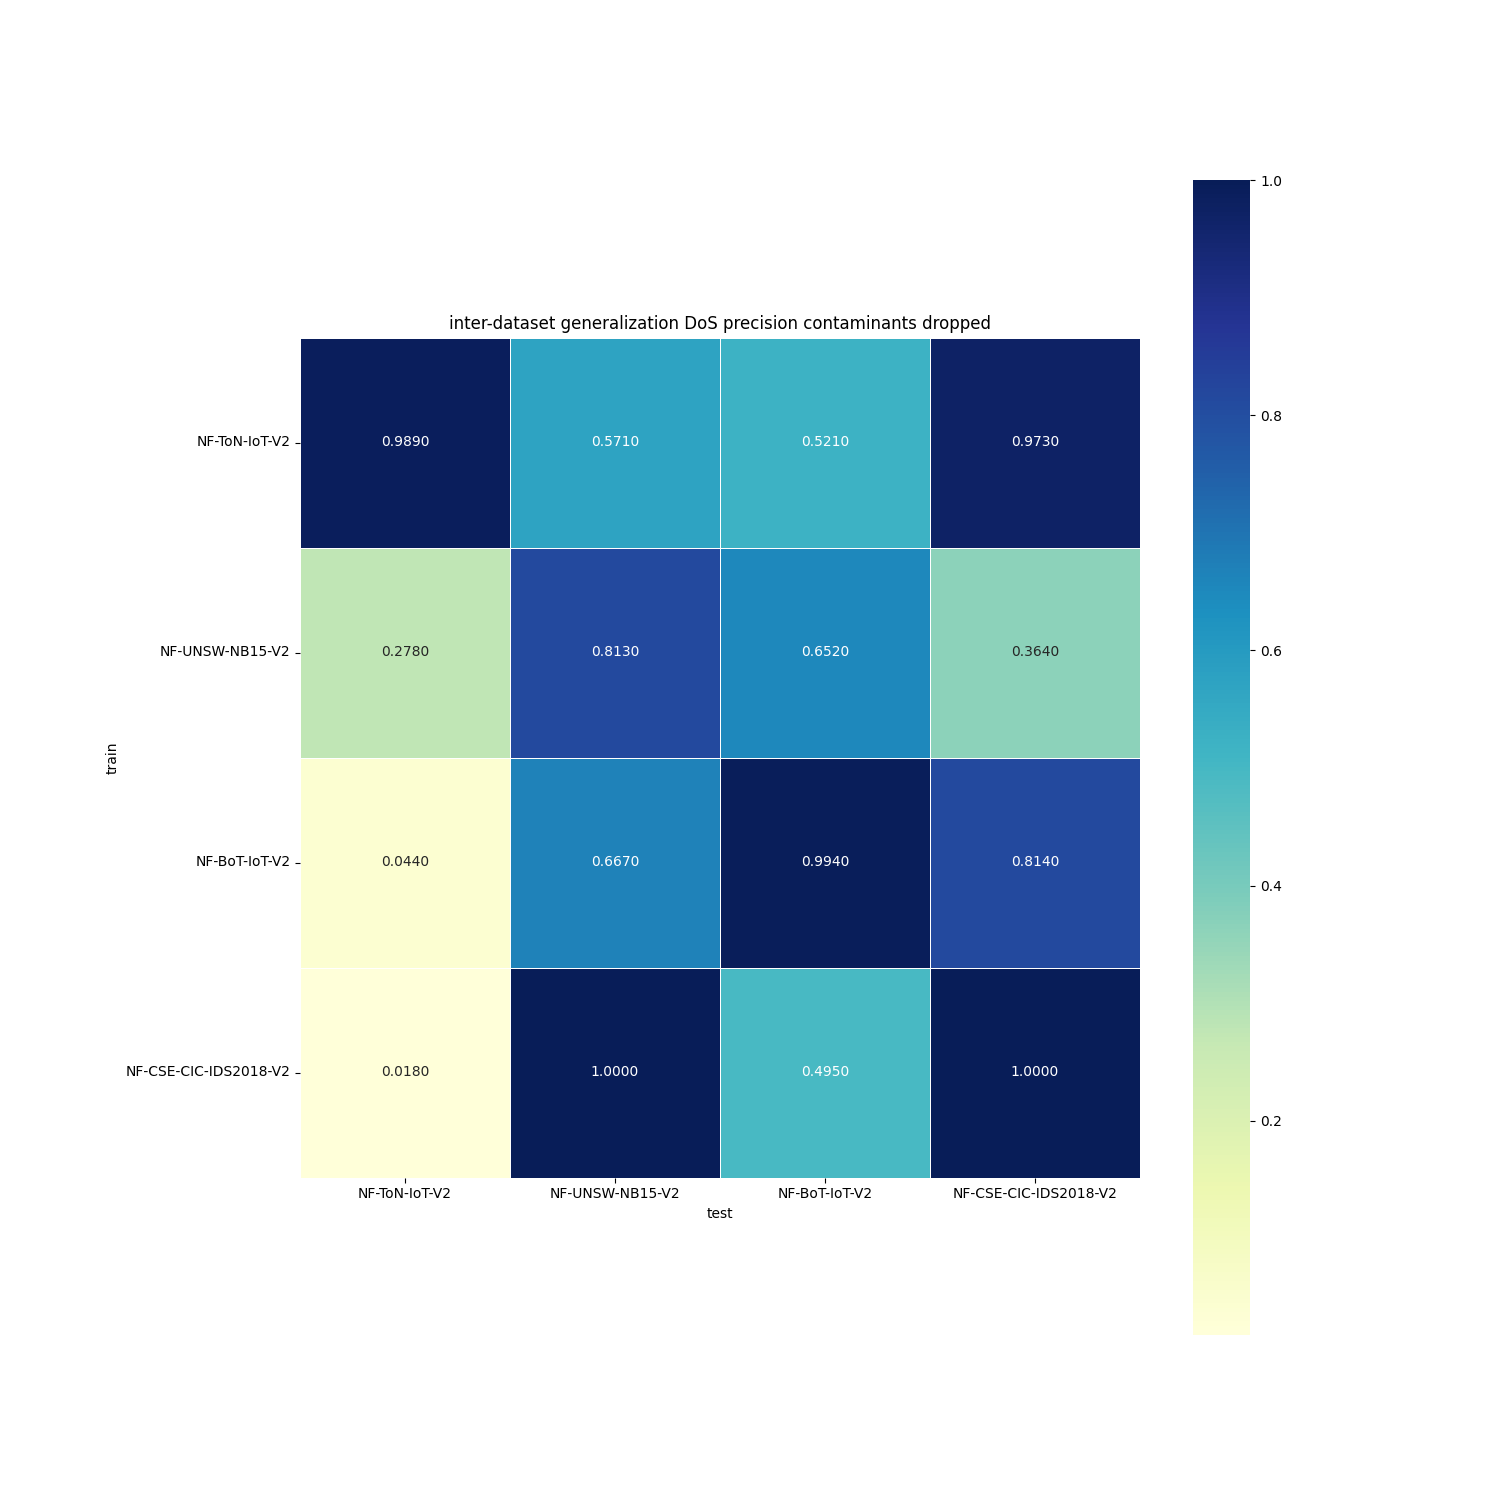 inter-dataset generalization DoS precision contaminants dropped
1.0
0.8
0.6
0.4
0.2
train
NF-ToN-IoT-V2 0.9890 0.5710 0.5210 0.9730
NF-UNSW-NB15-V2 0.2780 0.8130 0.6520 0.3640
NF-BoT-IoT-V2 0.0440 0.6670 0.9940 0.8140
NF-CSE-CIC-IDS2018-V2 0.0180 1.0000 0.4950 1.0000
NF-ToN-IoT-V2 NF-UNSW-NB15-V2 NF-BoT-IoT-V2 NF-CSE-CIC-IDS2018-V2
test